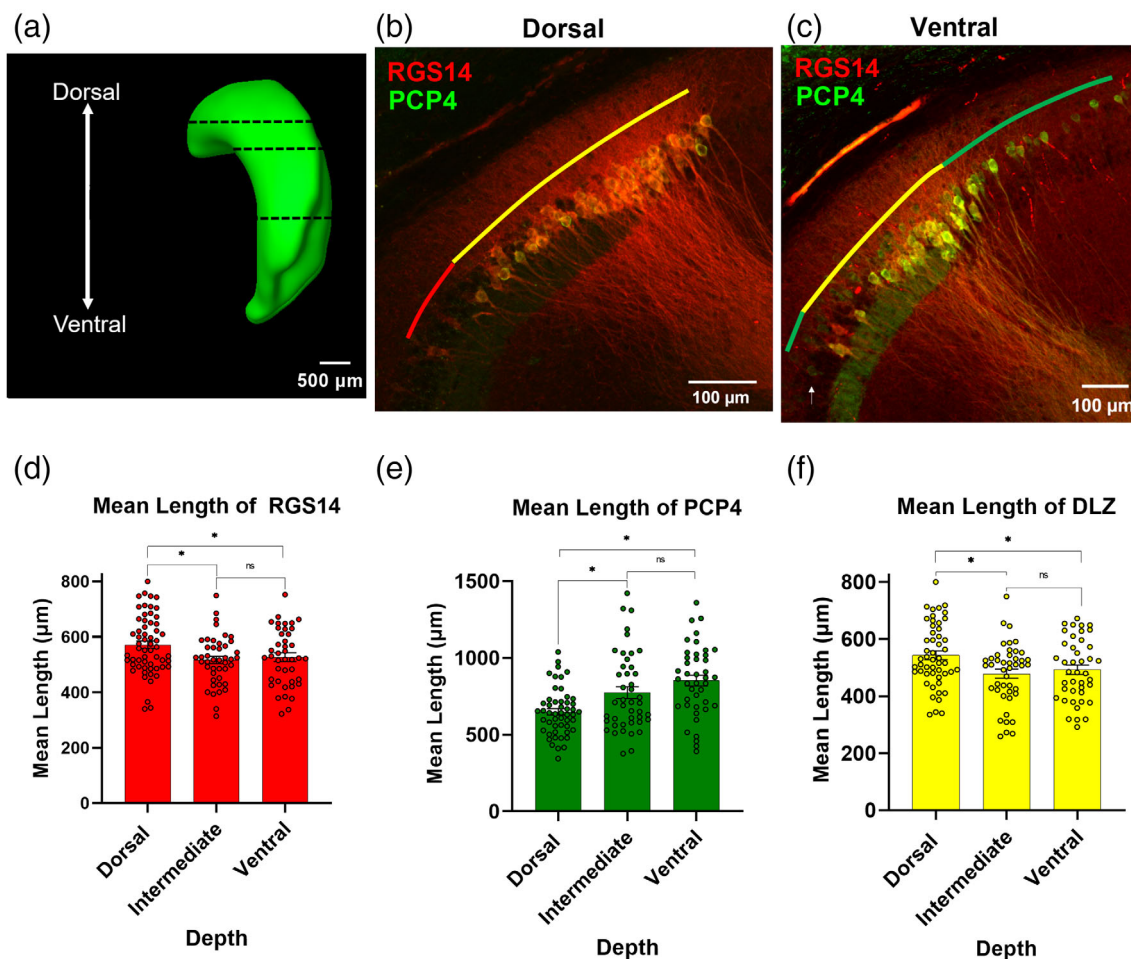 (a)
Dorsal
Ventral
500 µm
(b)
Dorsal
RGS14
PCP4
100 µm
(c)
Ventral
RGS14
PCP4
100 µm
(d)
Mean Length of RGS14
*
*
ns
Mean Length (µm)
800
600
400
200
0
Dorsal
Intermediate
Ventral
Depth
(e)
Mean Length of PCP4
*
*
ns
Mean Length (µm)
1500
1000
500
0
Dorsal
Intermediate
Ventral
Depth
(f)
Mean Length of DLZ
*
*
ns
Mean Length (µm)
800
600
400
200
0
Dorsal
Intermediate
Ventral
Depth